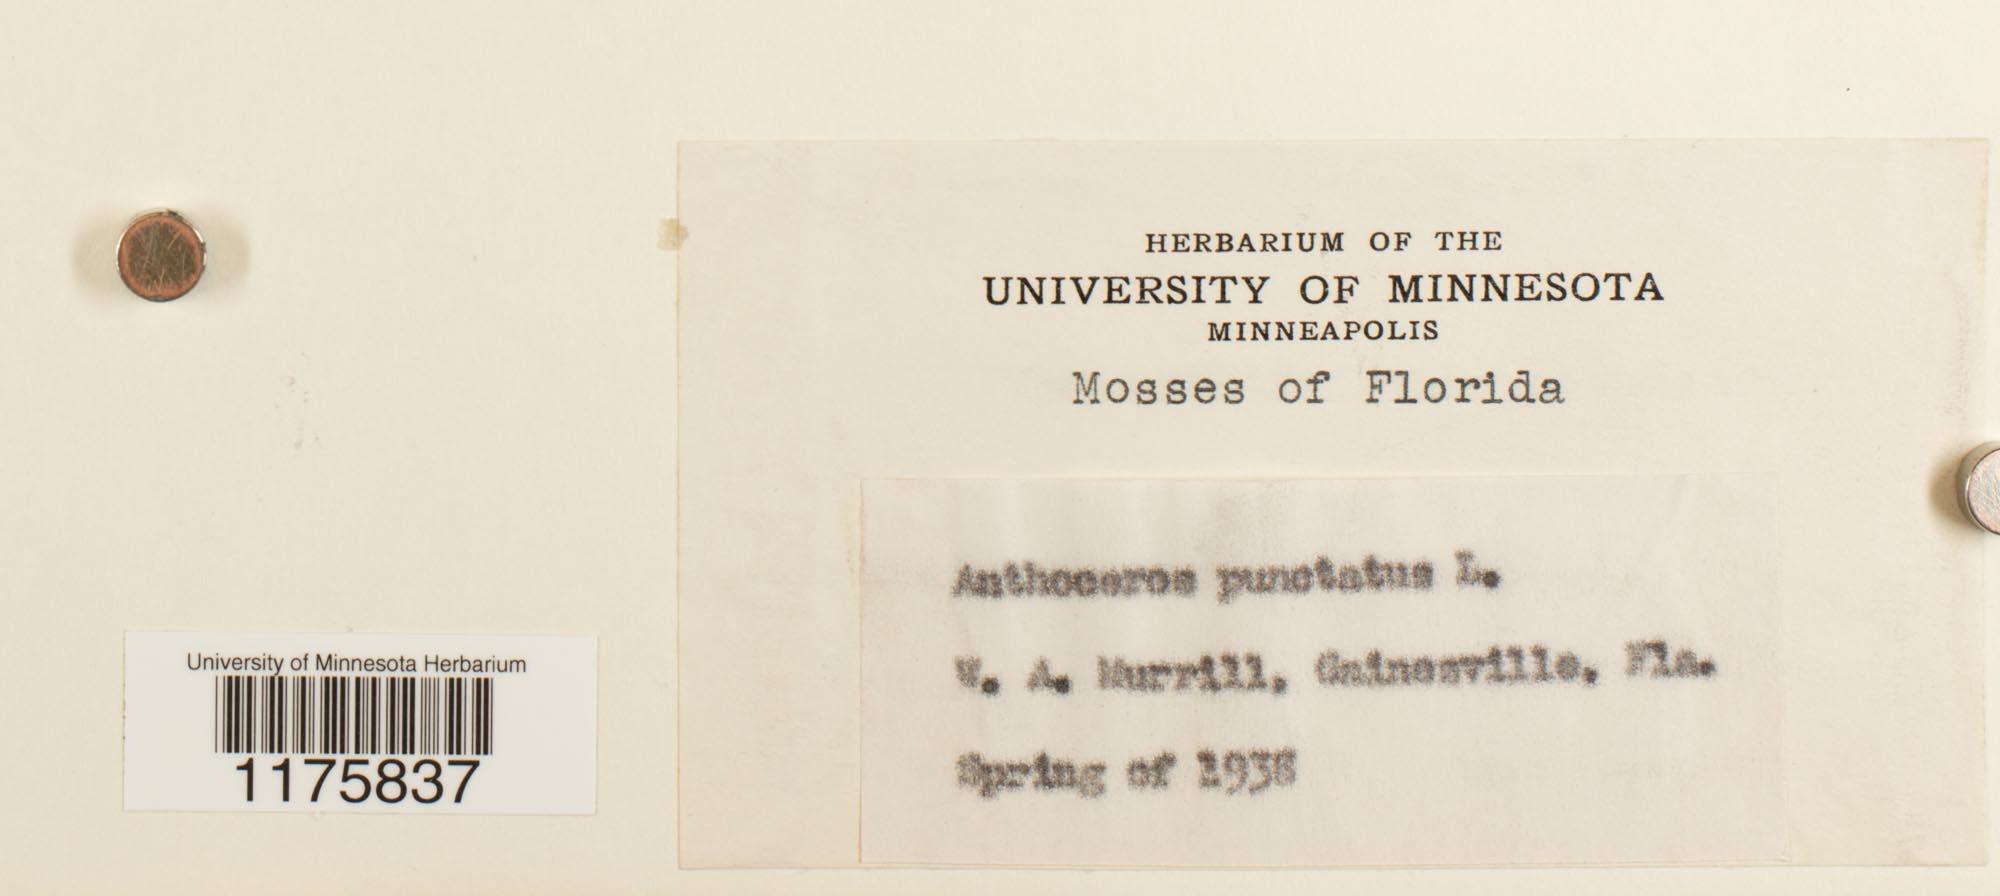 HERBARIUM OF THE
UNIVERSITY OF MINNESOTA
MINNEAPOLIS
Mosses of Florida
Anthoceros punctatus L.
W. A. Murrill, Gainesville, Fla.
Spring of 1938
University of Minnesota Herbarium
1175837